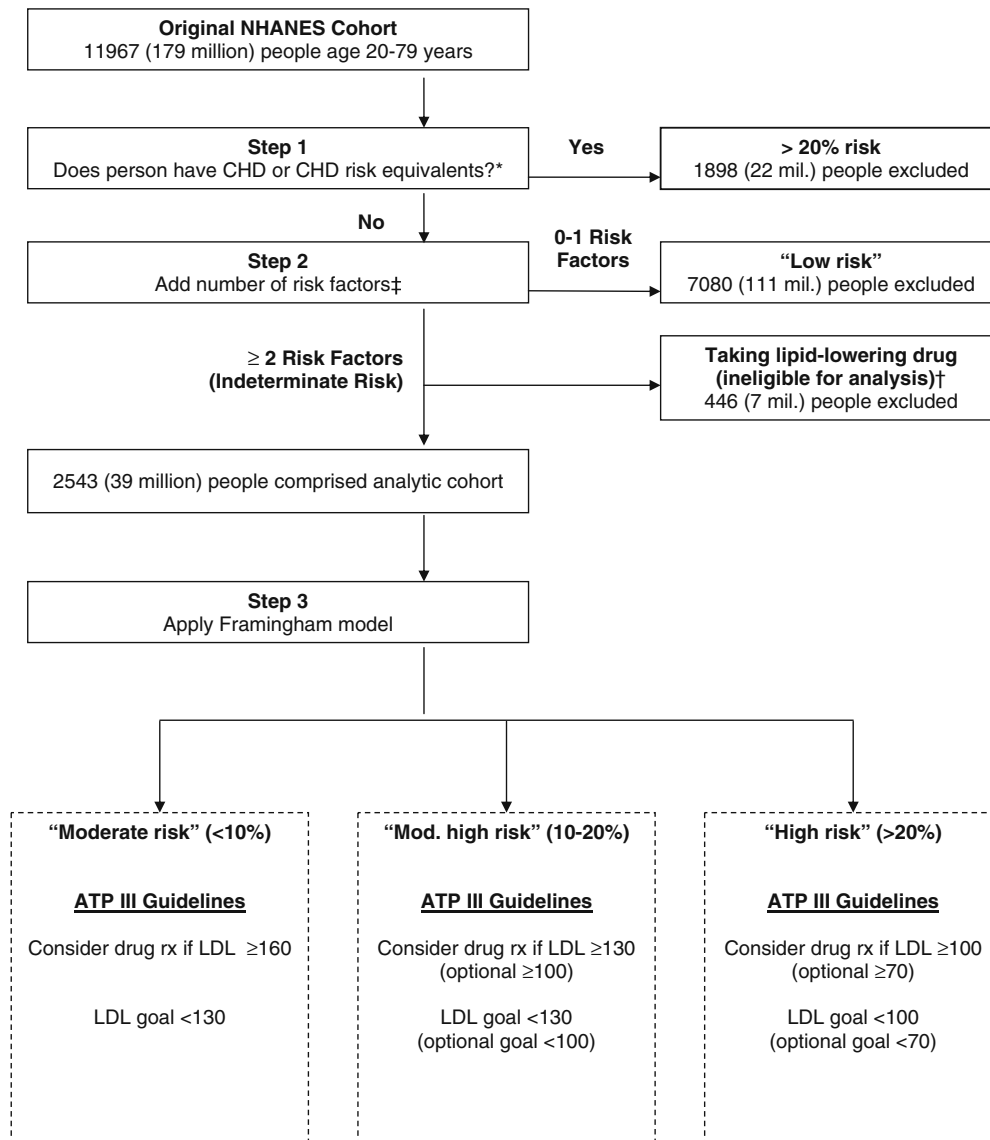 Original NHANES Cohort
11967 (179 million) people age 20-79 years
Step 1
Does person have CHD or CHD risk equivalents?*
Yes
> 20% risk
1898 (22 mil.) people excluded
No
Step 2
Add number of risk factors‡
0-1 Risk
Factors
“Low risk”
7080 (111 mil.) people excluded
≥ 2 Risk Factors
(Indeterminate Risk)
Taking lipid-lowering drug
(ineligible for analysis)†
446 (7 mil.) people excluded
2543 (39 million) people comprised analytic cohort
Step 3
Apply Framingham model
“Moderate risk” (<10%)
ATP III Guidelines
Consider drug rx if LDL ≥160
LDL goal <130
“Mod. high risk” (10-20%)
ATP III Guidelines
Consider drug rx if LDL ≥130
(optional ≥100)
LDL goal <130
(optional goal <100)
“High risk” (>20%)
ATP III Guidelines
Consider drug rx if LDL ≥100
(optional ≥70)
LDL goal <100
(optional goal <70)